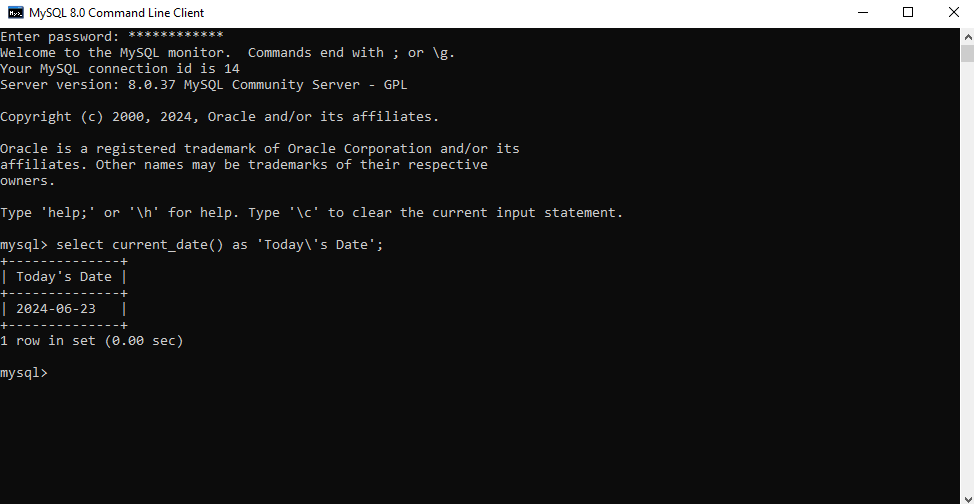 MySQL 8.0 Command Line Client
Enter password: ************
Welcome to the MySQL monitor.  Commands end with ; or \g.
Your MySQL connection id is 14
Server version: 8.0.37 MySQL Community Server - GPL

Copyright (c) 2000, 2024, Oracle and/or its affiliates.

Oracle is a registered trademark of Oracle Corporation and/or its
affiliates. Other names may be trademarks of their respective
owners.

Type 'help;' or '\h' for help. Type '\c' to clear the current input statement.

mysql> select current_date() as 'Today\'s Date';
+--------------+
| Today's Date |
+--------------+
| 2024-06-23   |
+--------------+
1 row in set (0.00 sec)

mysql>